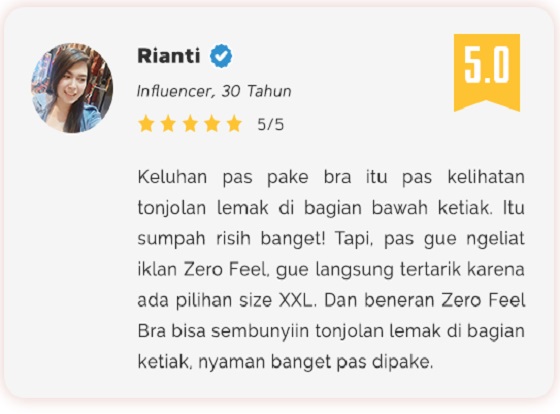 Rianti
5.0
Influencer, 30 Tahun
5/5
Keluhan pas pake bra itu pas kelihatan
tonjolan lemak di bagian bawah ketiak. Itu
sumpah risih banget! Tapi, pas gue ngeliat
iklan Zero Feel, gue langsung tertarik karena
ada pilihan size XXL. Dan beneran Zero Feel
Bra bisa sembunyiin tonjolan lemak di bagian
ketiak, nyaman banget pas dipake.